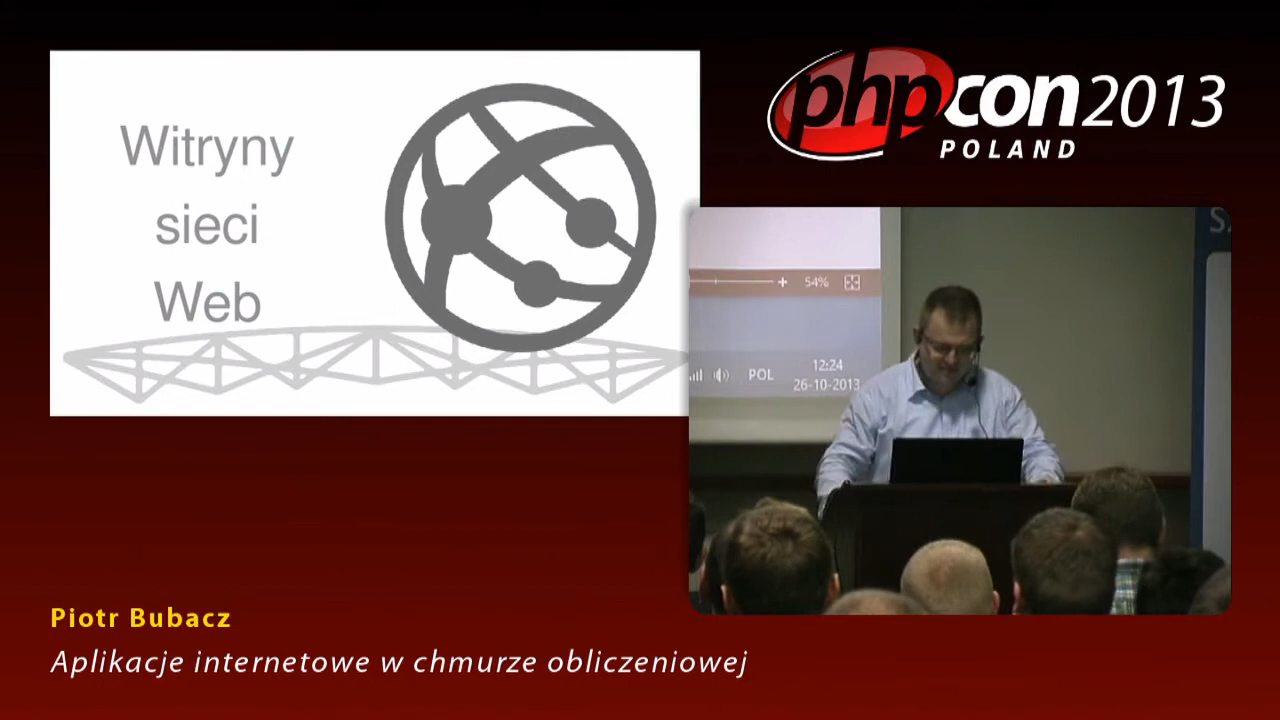 Witryny
sieci
Web
phpcon2013
POLAND
54%
POL
12:24
26-10-2013
Piotr Bubacz
Aplikacje internetowe w chmurze obliczeniowej